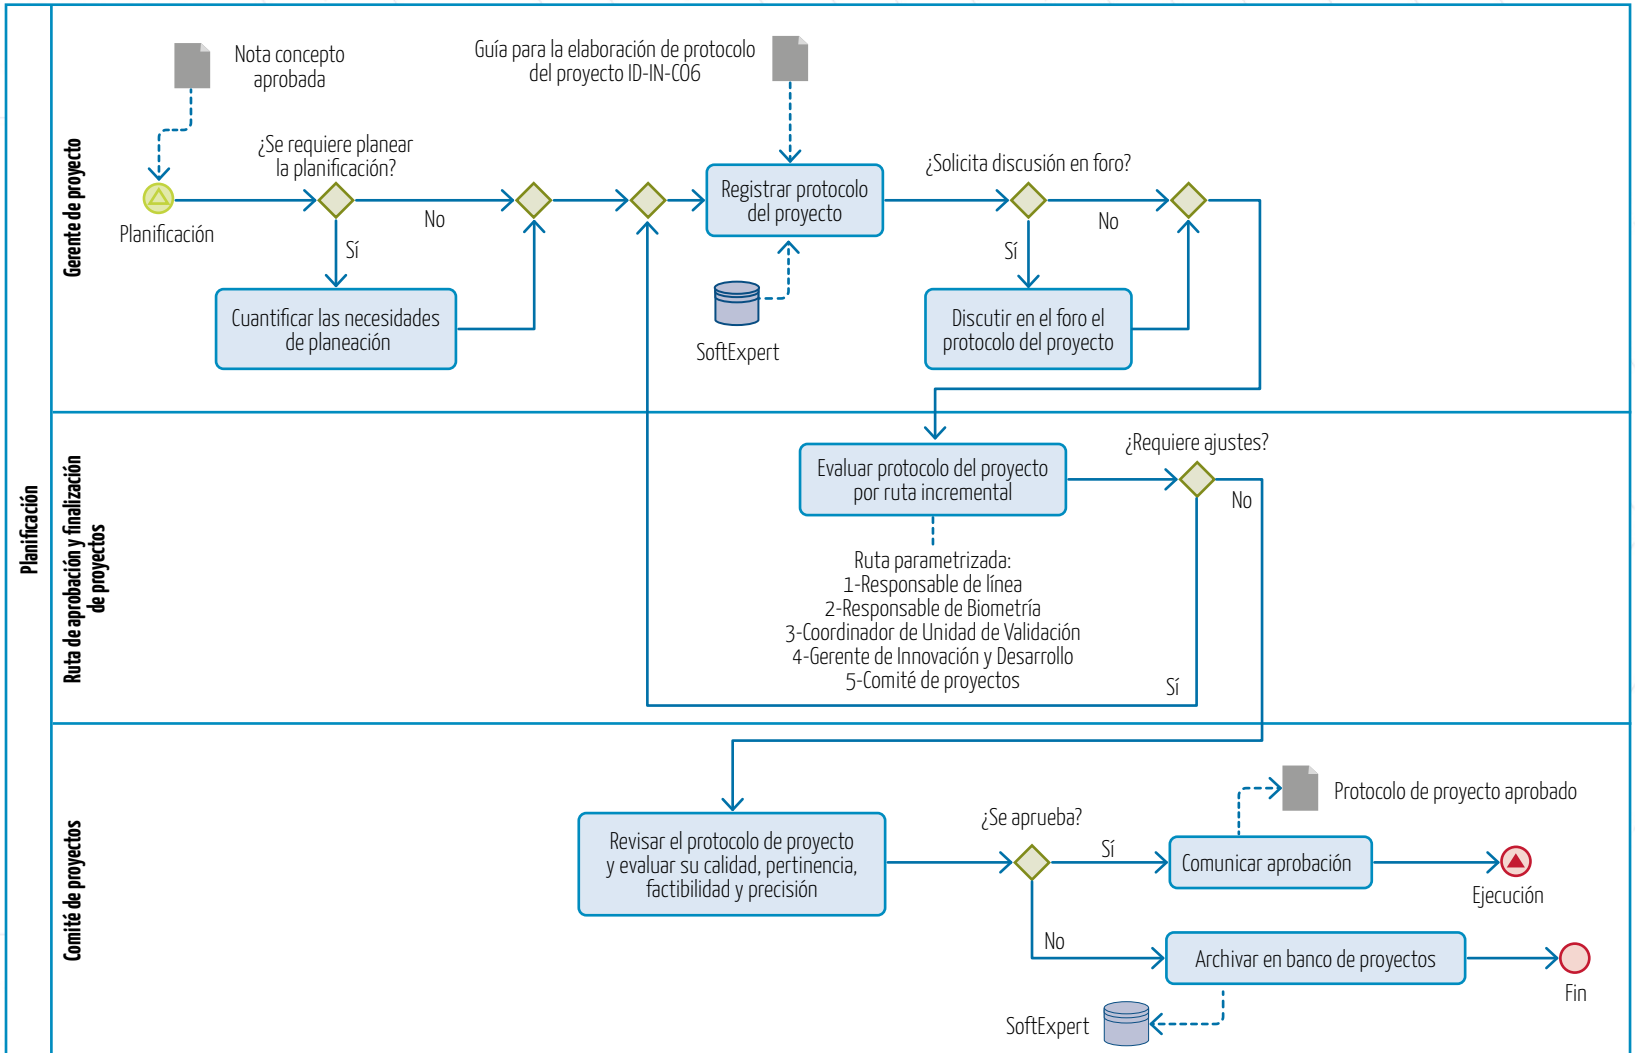 Planificación
Gerente de proyecto
Nota concepto
aprobada
Guía para la elaboración de protocolo
del proyecto ID-IN-C06
¿Se requiere planear
la planificación?
¿Solicita discusión en foro?
Registrar protocolo
del proyecto
Planificación
No
No
Sí
Sí
Cuantificar las necesidades
de planeación
SoftExpert
Discutir en el foro el
protocolo del proyecto
Ruta de aprobación y finalización
de proyectos
Evaluar protocolo del proyecto
por ruta incremental
¿Requiere ajustes?
No
Ruta parametrizada:
1-Responsable de línea
2-Responsable de Biometría
3-Coordinador de Unidad de Validación
4-Gerente de Innovación y Desarrollo
5-Comité de proyectos
Sí
Comité de proyectos
Revisar el protocolo de proyecto
y evaluar su calidad, pertinencia,
factibilidad y precisión
¿Se aprueba?
Sí
Protocolo de proyecto aprobado
Comunicar aprobación
Ejecución
No
Archivar en banco de proyectos
Fin
SoftExpert